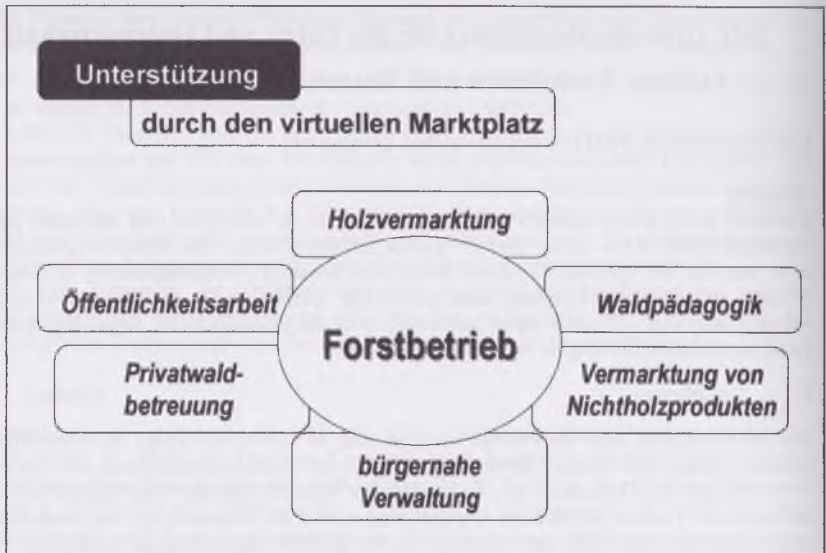 Unterstützung
durch den virtuellen Marktplatz
Holzvermarktung
Öffentlichkeitsarbeit
Waldpädagogik
Forstbetrieb
Privatwald-
betreuung
Vermarktung von
Nichtholzprodukten
bürgernahe
Verwaltung